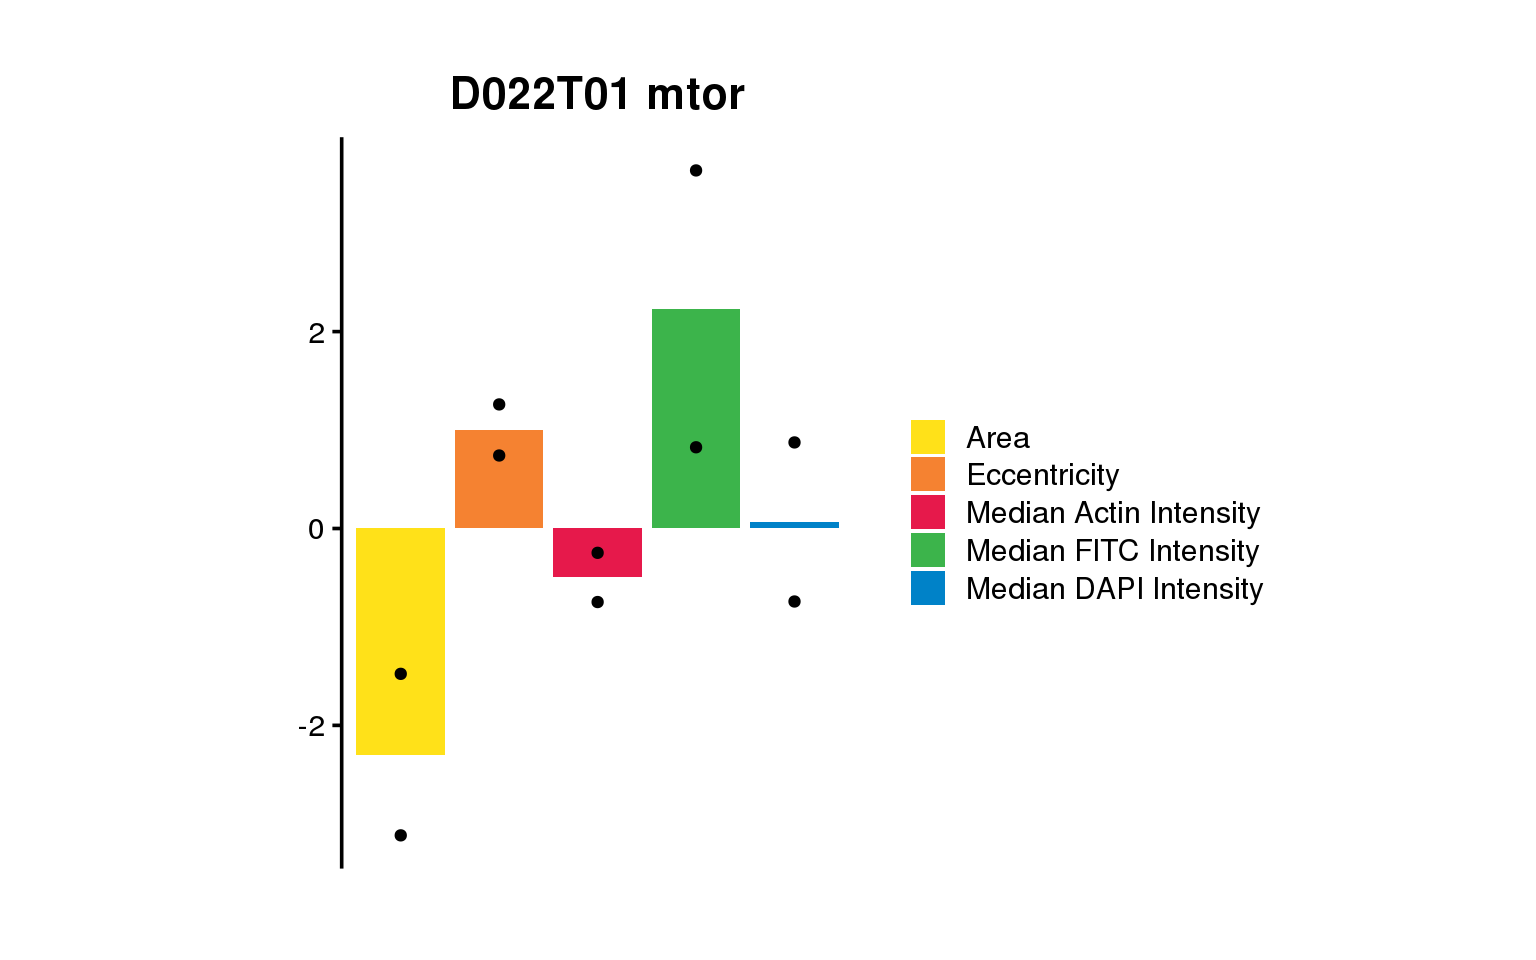 D022T01 mtor
2
0
-2
Area
Eccentricity
Median Actin Intensity
Median FITC Intensity
Median DAPI Intensity